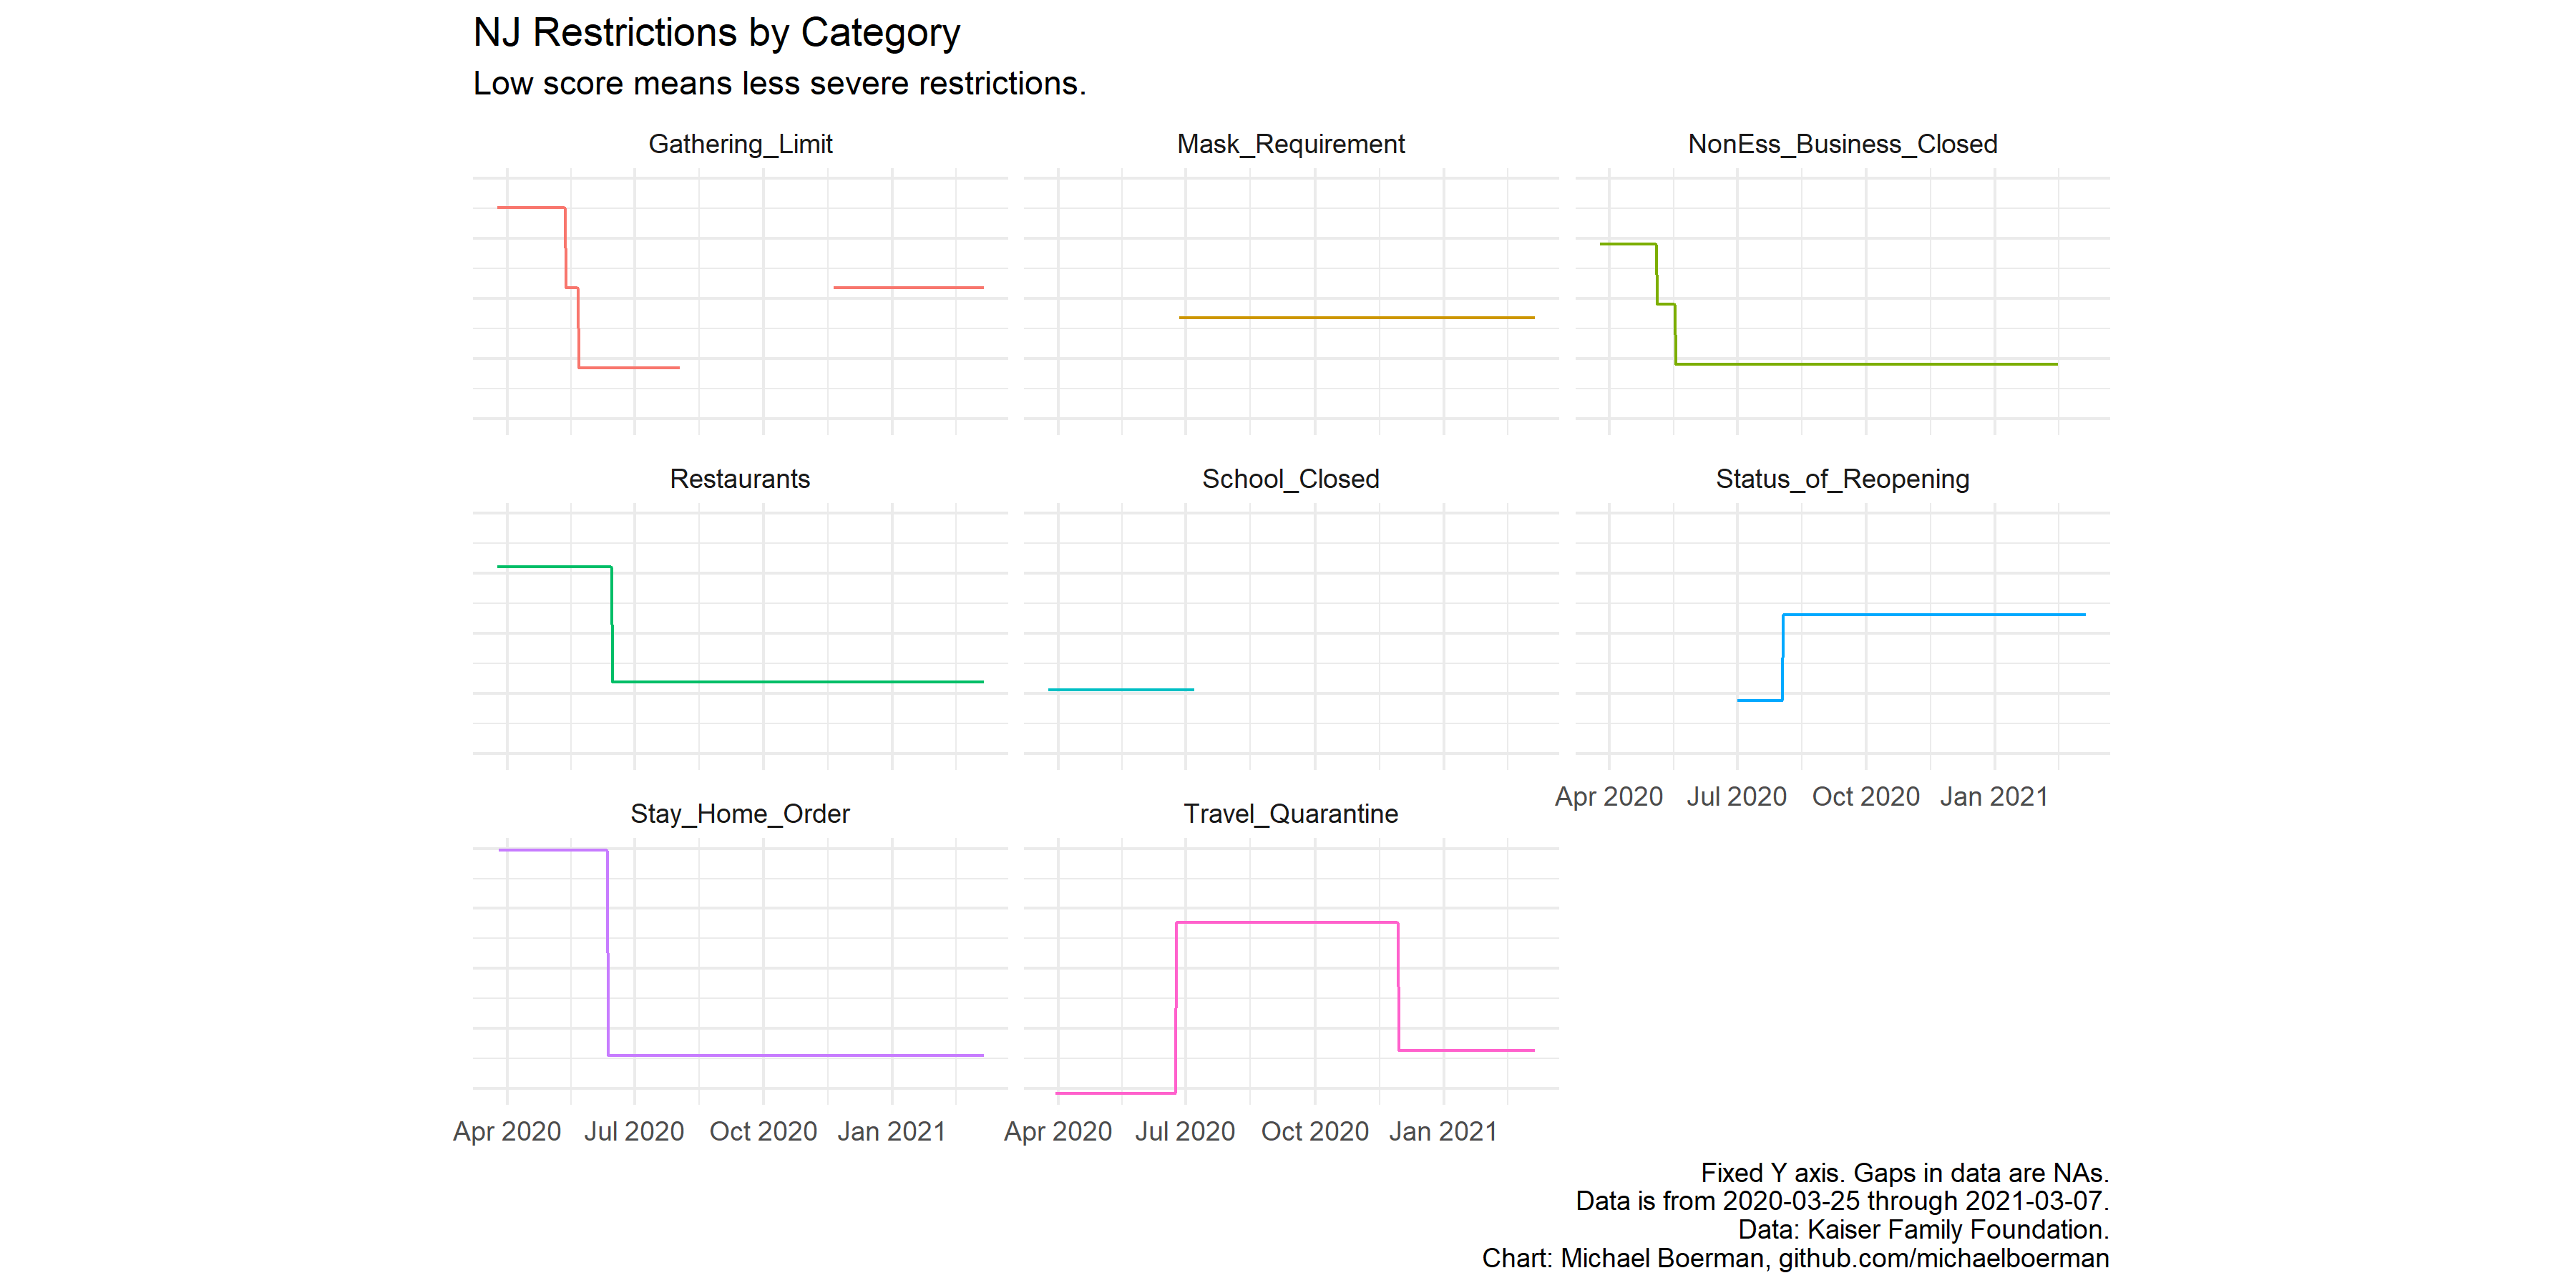 NJ Restrictions by Category
Low score means less severe restrictions.
Gathering_Limit
Mask_Requirement
NonEss_Business_Closed
Restaurants
School_Closed
Status_of_Reopening
Apr 2020 Jul 2020 Oct 2020 Jan 2021
Stay_Home_Order
Travel_Quarantine
Apr 2020 Jul 2020 Oct 2020 Jan 2021
Apr 2020 Jul 2020 Oct 2020 Jan 2021
Fixed Y axis. Gaps in data are NAs.
Data is from 2020-03-25 through 2021-03-07.
Data: Kaiser Family Foundation.
Chart: Michael Boerman, github.com/michaelboerman